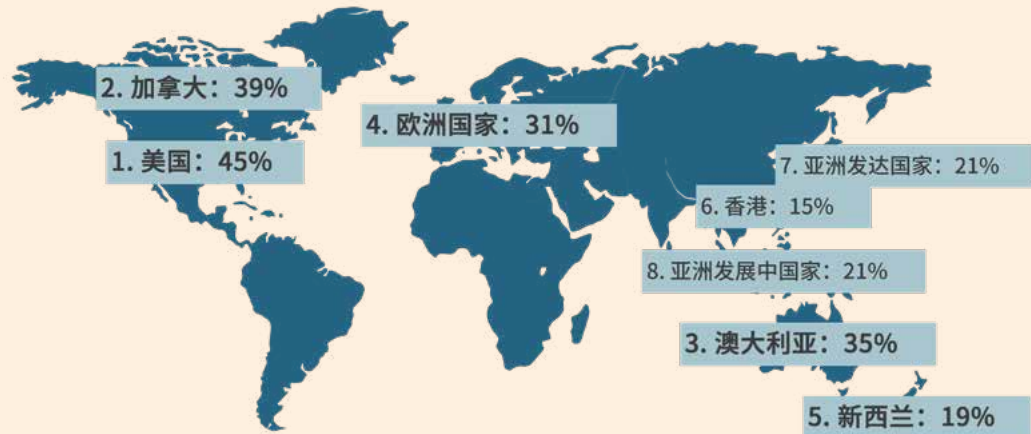 2. 加拿大：39%
4. 欧洲国家：31%
1. 美国：45%
7. 亚洲发达国家：21%
6. 香港：15%
8. 亚洲发展中国家：21%
3. 澳大利亚：35%
5. 新西兰：19%